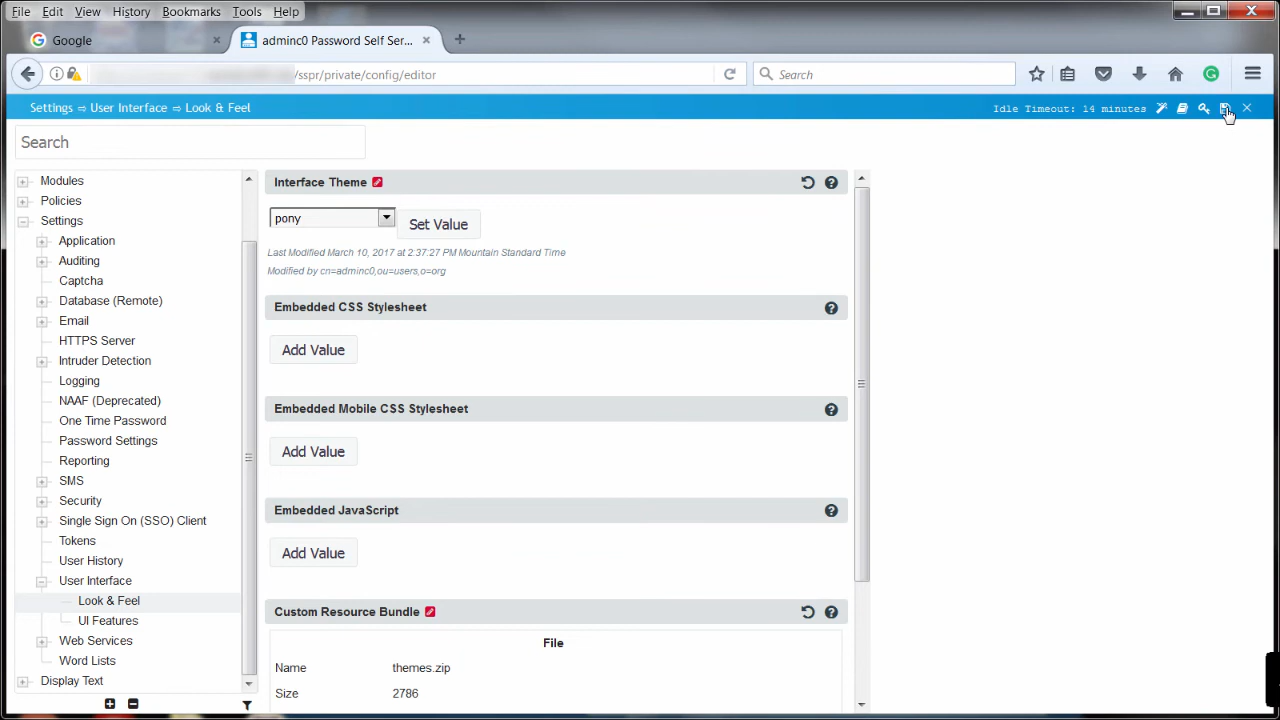 File Edit View History Bookmarks Tools Help
Google
adminc0 Password Self Ser...
/sspr/private/config/editor
Search
Settings ⇨ User Interface ⇨ Look & Feel
Idle Timeout: 14 minutes
Search
Modules
Policies
Settings
Application
Auditing
Captcha
Database (Remote)
Email
HTTPS Server
Intruder Detection
Logging
NAAF (Deprecated)
One Time Password
Password Settings
Reporting
SMS
Security
Single Sign On (SSO) Client
Tokens
User History
User Interface
Look & Feel
UI Features
Web Services
Word Lists
Display Text
Interface Theme
pony
Set Value
Last Modified March 10, 2017 at 2:37:27 PM Mountain Standard Time
Modified by cn=adminc0,ou=users,o=org
Embedded CSS Stylesheet
Add Value
Embedded Mobile CSS Stylesheet
Add Value
Embedded JavaScript
Add Value
Custom Resource Bundle
File
Name themes.zip
Size 2786